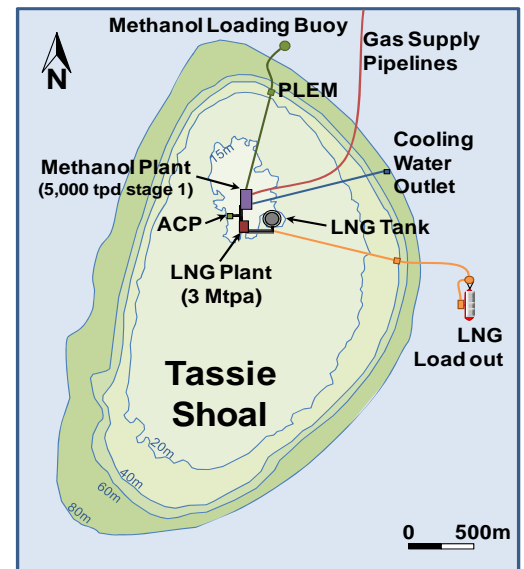 Methanol Loading Buoy
Gas Supply
Pipelines
N
PLEM
15m
Cooling
Water
Outlet
Methanol Plant
(5,000 tpd stage 1)
ACP
LNG Tank
LNG Plant
(3 Mtpa)
LNG
Load out
Tassie
Shoal
20m
40m
60m
80m
0 500m